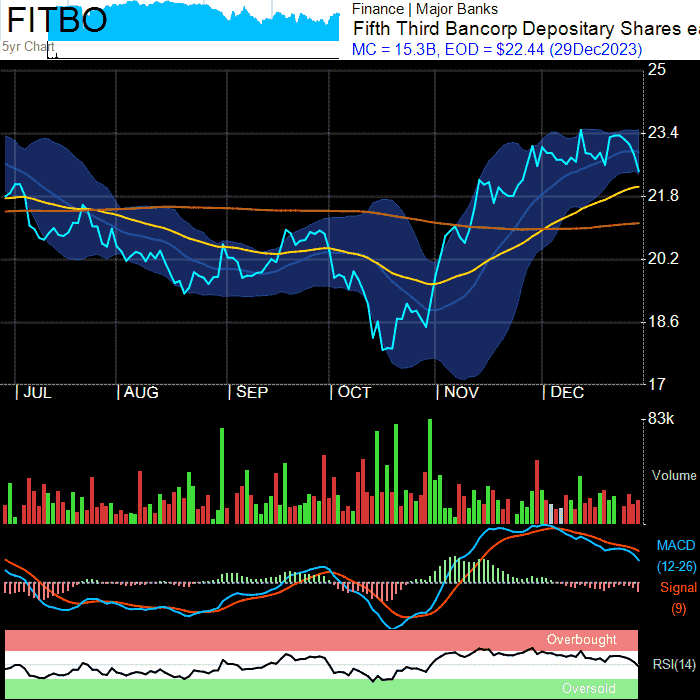 FITBO
5yr Chart
Finance | Major Banks
Fifth Third Bancorp Depositary Shares ea
MC = 15.3B, EOD = $22.44 (29Dec2023)
25
23.4
21.8
20.2
18.6
17
| JUL | AUG | SEP | OCT | NOV | DEC
83k
Volume
MACD
(12-26)
Signal
(9)
Overbought
RSI(14)
Oversold